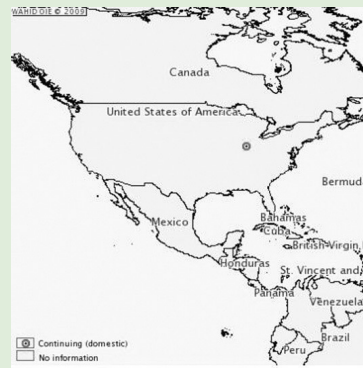 WAHID OIE © 2009
Canada
United States of America
Bermud
Mexico
Bahamas
Cuba
British Virgin
Honduras
St. Vincent and
Panama
Venezuela
Brazil
Peru
Continuing (domestic)
No information